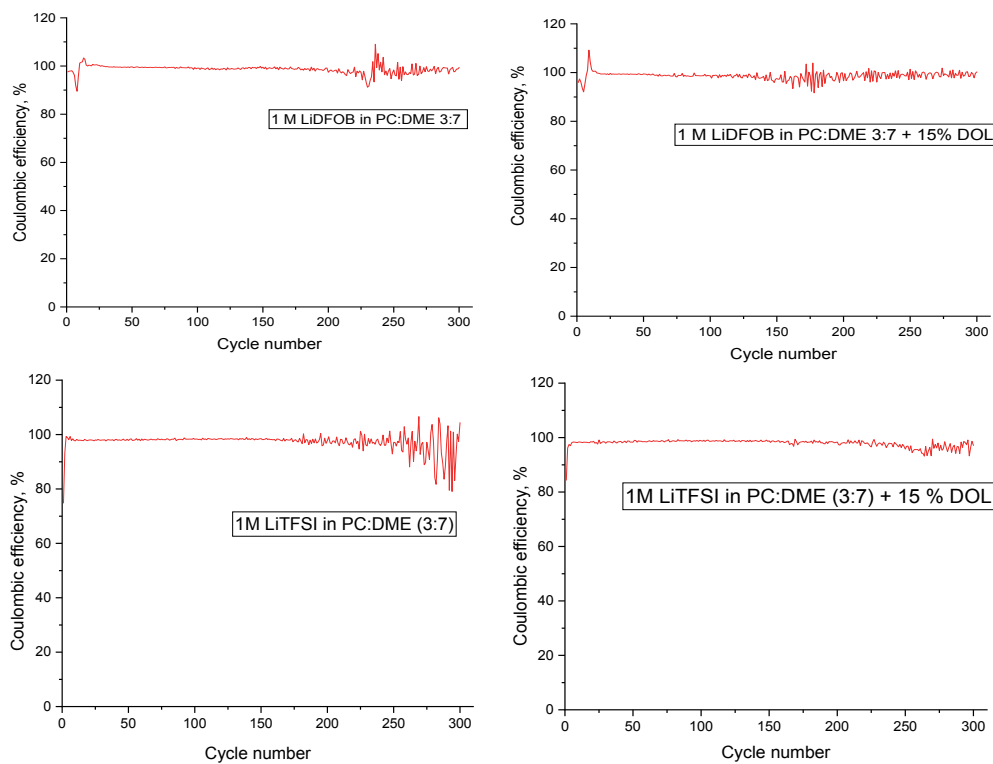 120
100
80
60
40
20
0
Coulombic efficiency, %
1 M LiDFOB in PC:DME 3:7
0 50 100 150 200 250 300
Cycle number
120
100
80
60
40
20
0
Coulombic efficiency, %
1 M LiDFOB in PC:DME 3:7 + 15% DOL
0 50 100 150 200 250 300
Cycle number
120
100
80
60
40
20
0
Coulombic efficiency, %
1M LiTFSI in PC:DME (3:7)
0 50 100 150 200 250 300
Cycle number
120
100
80
60
40
20
0
Coulombic efficiency, %
1M LiTFSI in PC:DME (3:7) + 15 % DOL
0 50 100 150 200 250 300
Cycle number